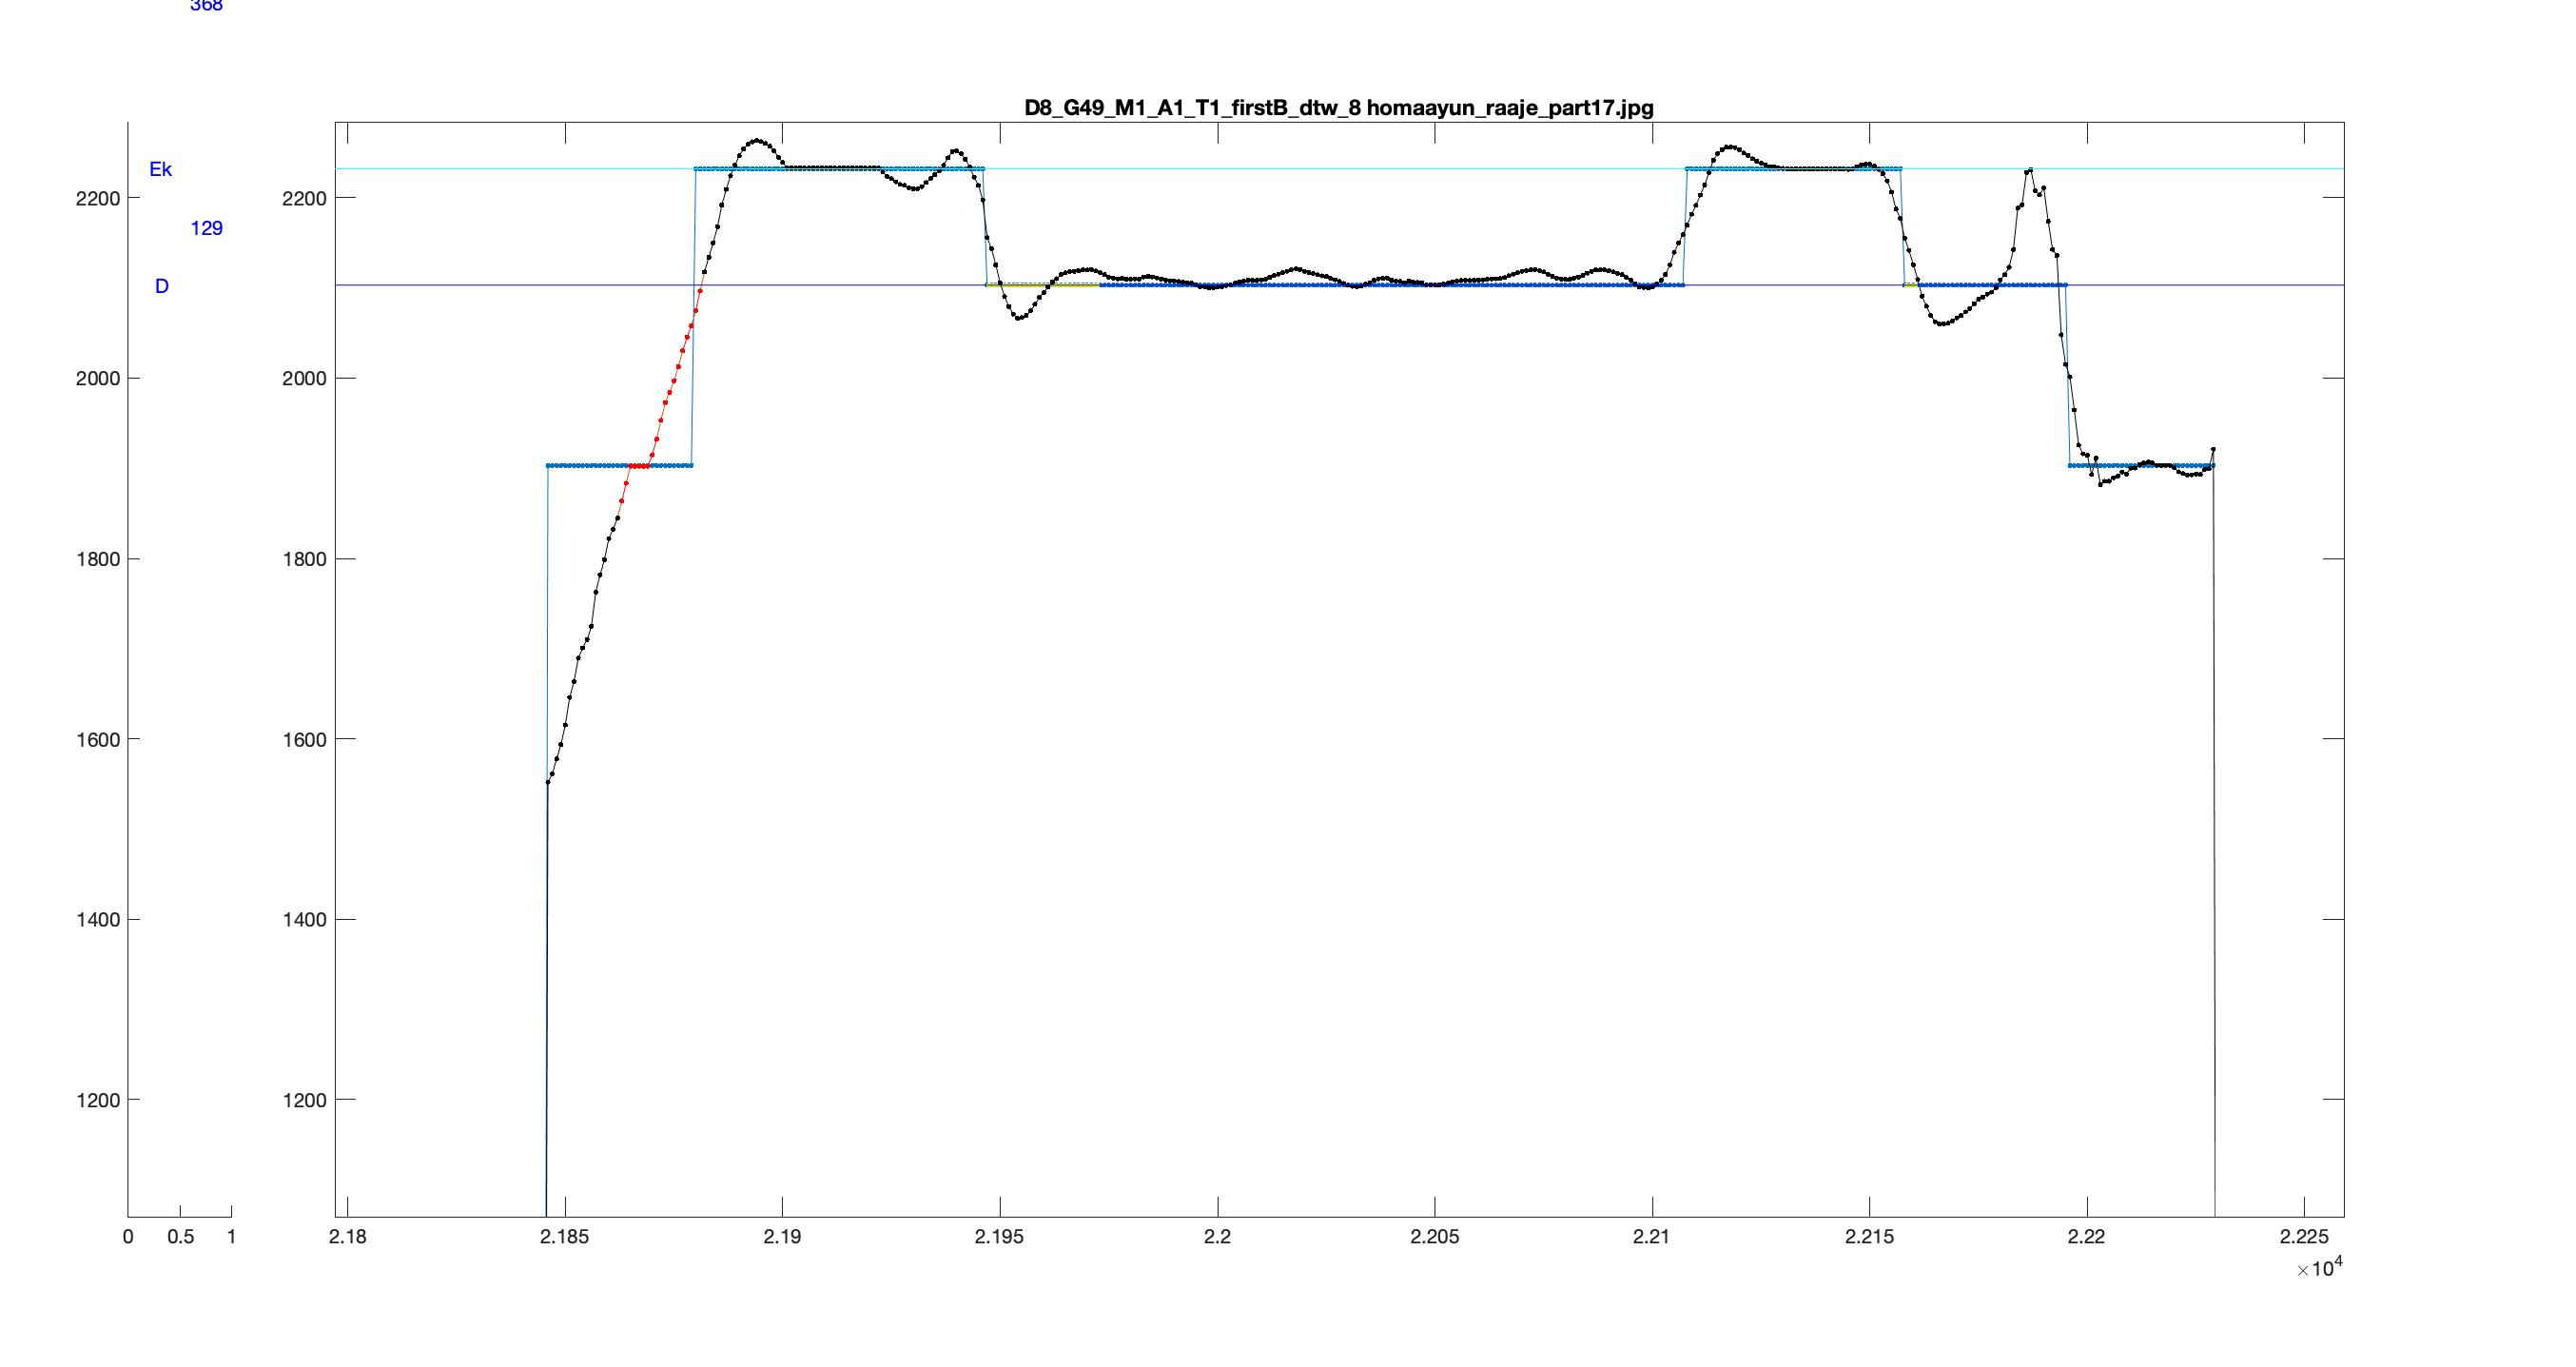 368
D8_G49_M1_A1_T1_firstB_dtw_8 homaayun_raaje_part17.jpg
Ek
2200 2200
129
D
2000 2000
1800 1800
1600 1600
1400 1400
1200 1200
0 0.5 1 2.18 2.185 2.19 2.195 2.2 2.205 2.21 2.215 2.22 2.225
×10⁴